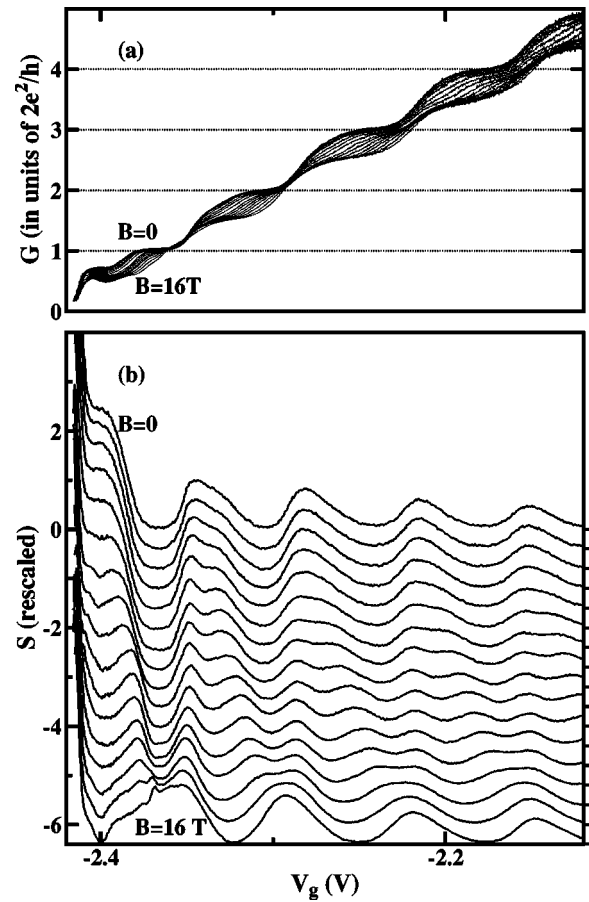 (a)
G (in units of 2e²/h)
4
3
2
1
0
B=0
B=16T
(b)
B=0
S (rescaled)
0
-2
-4
-6
B=16 T
-2.4
-2.2
V_g (V)